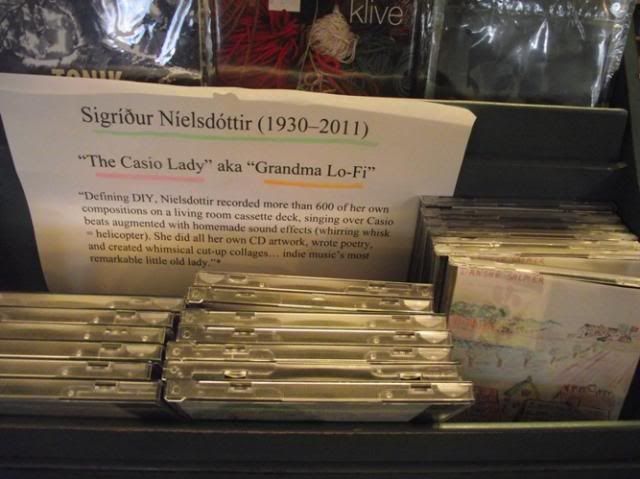 klive
TONIK
Sigríður Níelsdóttir (1930–2011)
“The Casio Lady” aka “Grandma Lo-Fi”
“Defining DIY, Nielsdottir recorded more than 600 of her own
compositions on a living room cassette deck, singing over Casio
beats augmented with homemade sound effects (whirring whisk
= helicopter). She did all her own CD artwork, wrote poetry,
and created whimsical cut-up collages… indie music’s most
remarkable little old lady.”*
DANSKE SALMER